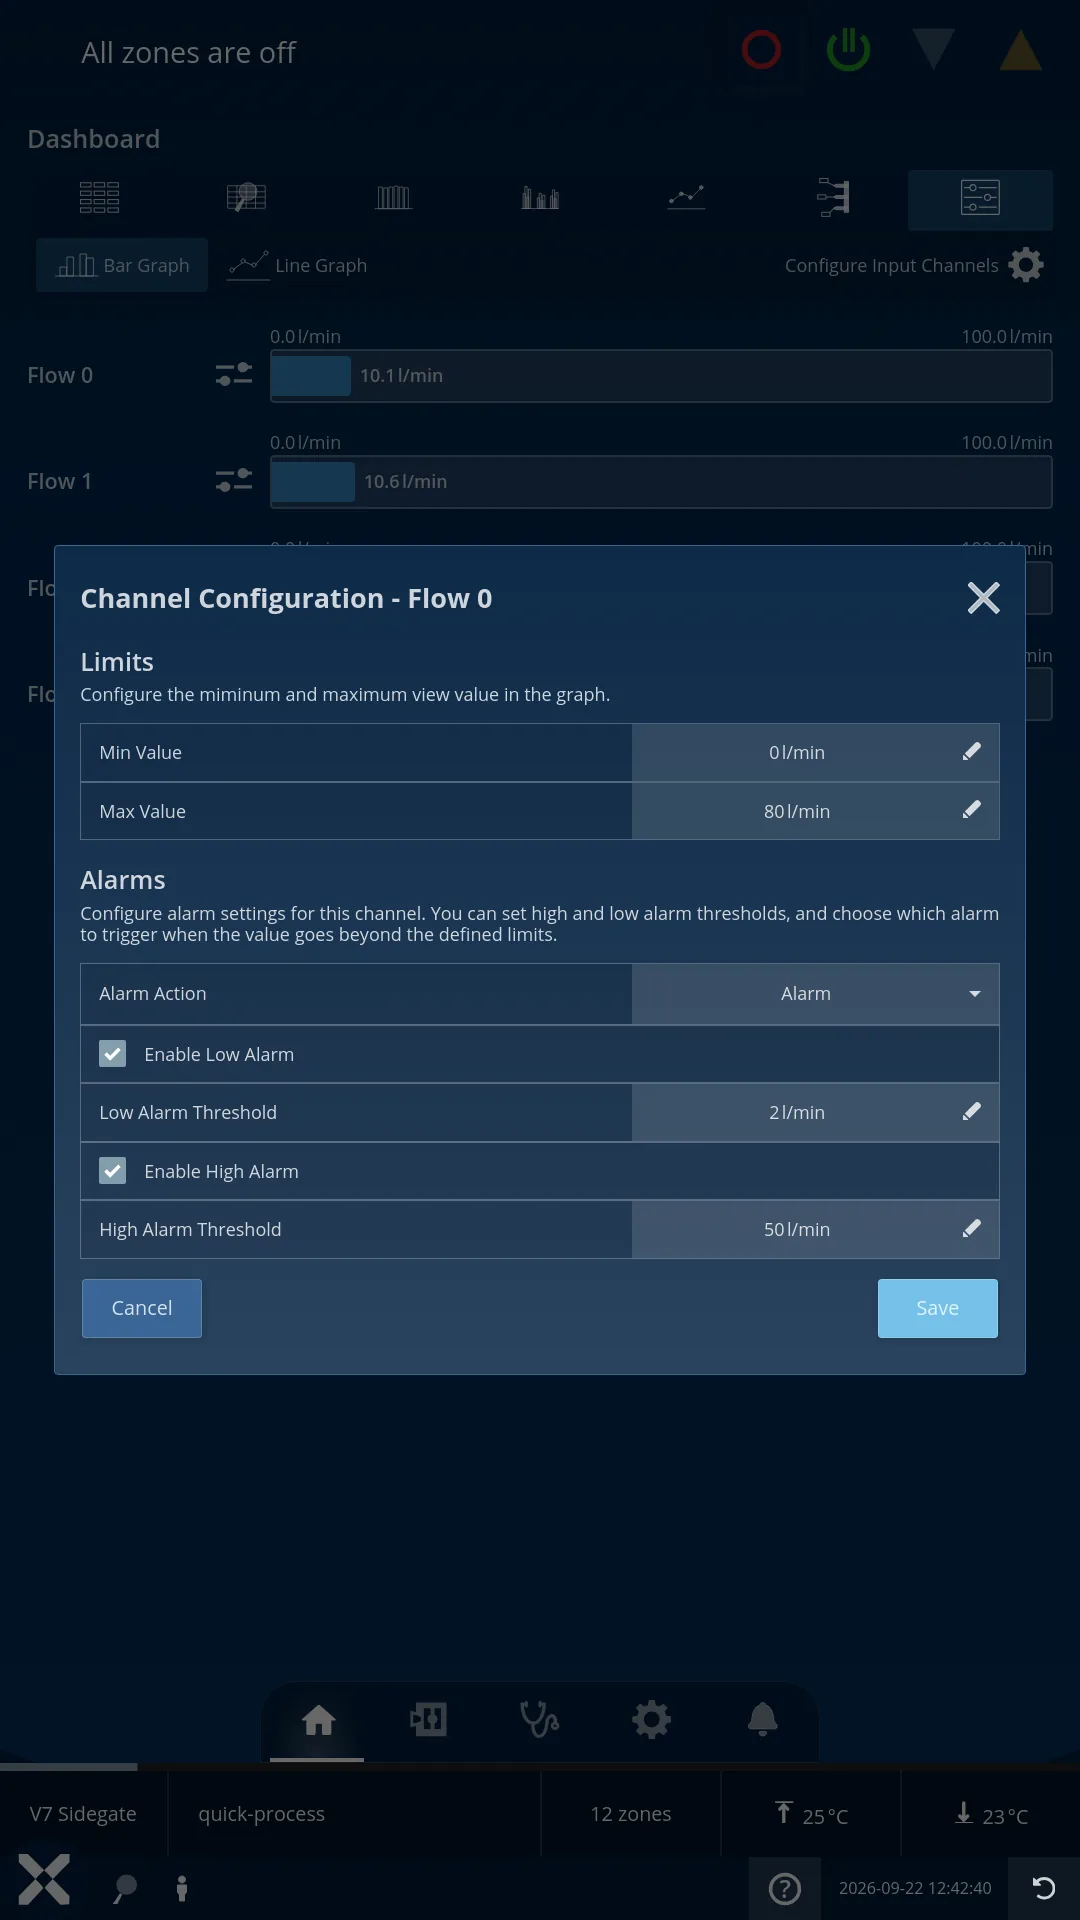 All zones are off
Dashboard
Bar Graph
Line Graph
Configure Input Channels
0.0 l/min
100.0 l/min
Flow 0
10.1 l/min
0.0 l/min
100.0 l/min
Flow 1
10.6 l/min
Channel Configuration - Flow 0
Limits
Configure the miminum and maximum view value in the graph.
Min Value
0 l/min
Max Value
80 l/min
Alarms
Configure alarm settings for this channel. You can set high and low alarm thresholds, and choose which alarm
to trigger when the value goes beyond the defined limits.
Alarm Action
Alarm
Enable Low Alarm
Low Alarm Threshold
2 l/min
Enable High Alarm
High Alarm Threshold
50 l/min
Cancel
Save
V7 Sidegate
quick-process
12 zones
25 °C
23 °C
2026-09-22 12:42:40